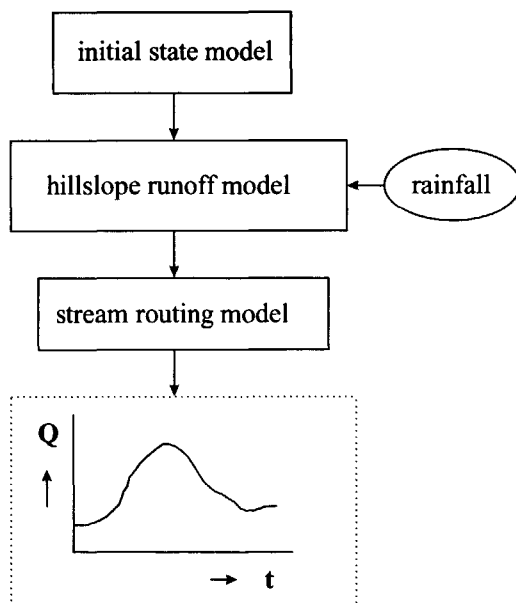 initial state model
hillslope runoff model
rainfall
stream routing model
Q
t